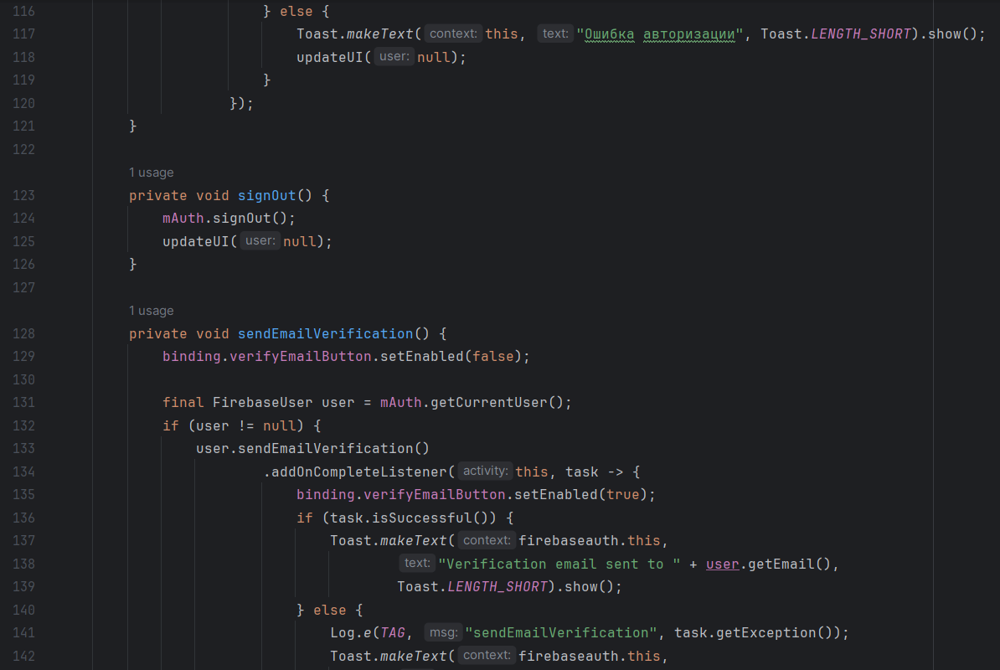 116 } else {
117 Toast.makeText( context: this, text: "Ошибка авторизации", Toast.LENGTH_SHORT).show();
118 updateUI( user: null);
119 }
120 });
121 }
122
1 usage
123 private void signOut() {
124 mAuth.signOut();
125 updateUI( user: null);
126 }
127
1 usage
128 private void sendEmailVerification() {
129 binding.verifyEmailButton.setEnabled(false);
130
131 final FirebaseUser user = mAuth.getCurrentUser();
132 if (user != null) {
133 user.sendEmailVerification()
134 .addOnCompleteListener( activity: this, task -> {
135 binding.verifyEmailButton.setEnabled(true);
136 if (task.isSuccessful()) {
137 Toast.makeText( context: firebaseauth.this,
138 text: "Verification email sent to " + user.getEmail(),
139 Toast.LENGTH_SHORT).show();
140 } else {
141 Log.e(TAG, msg: "sendEmailVerification", task.getException());
142 Toast.makeText( context: firebaseauth.this,